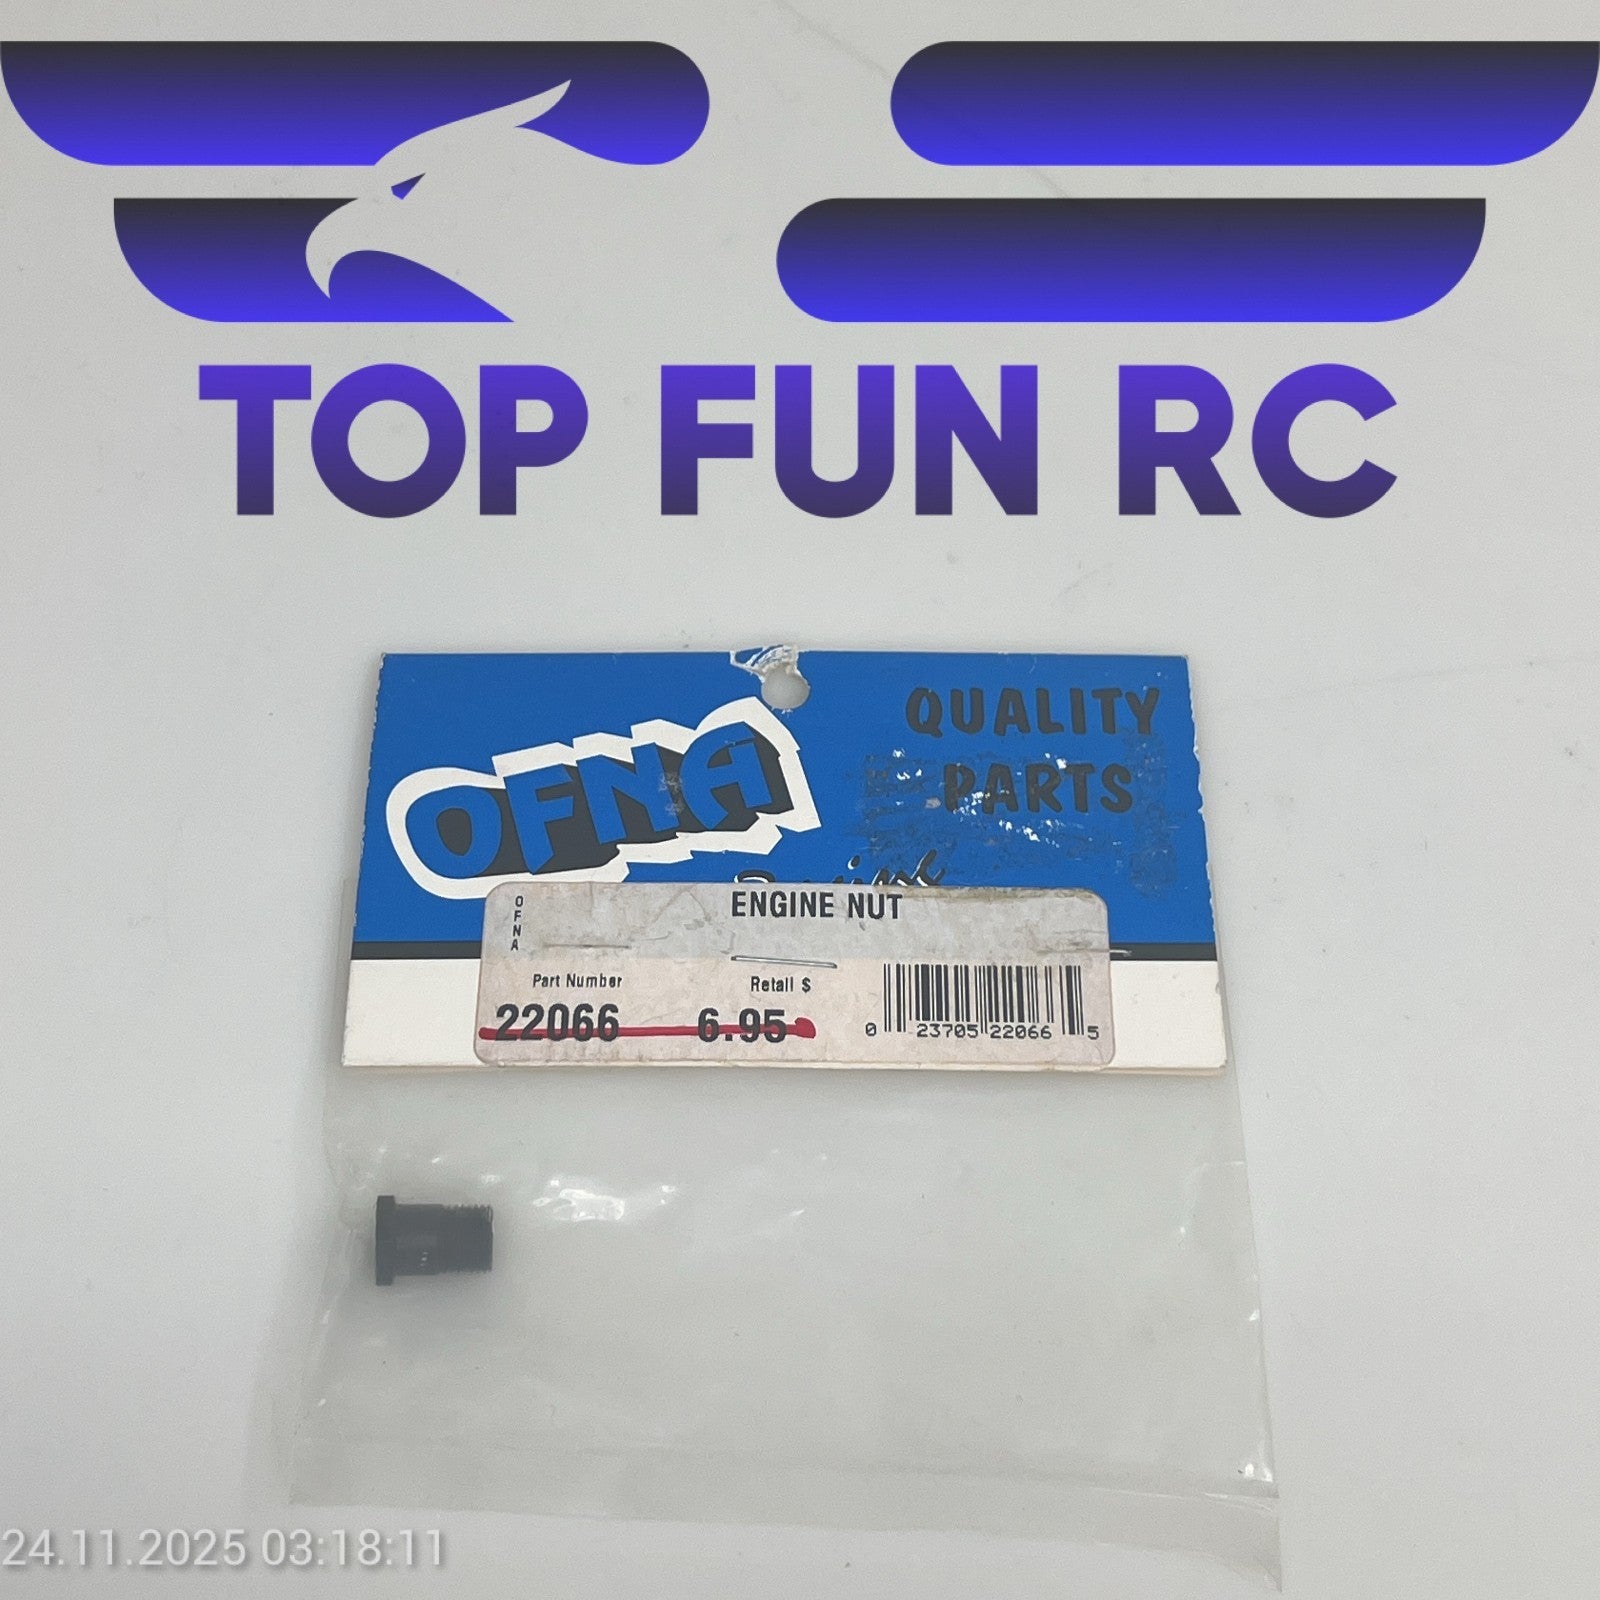 TOP FUN RC
OFNA
QUALITY
PARTS
OFNA
ENGINE NUT
Part Number
Retail $
22066
6.95
0 23705 22066 5
24.11.2025 03:18:11